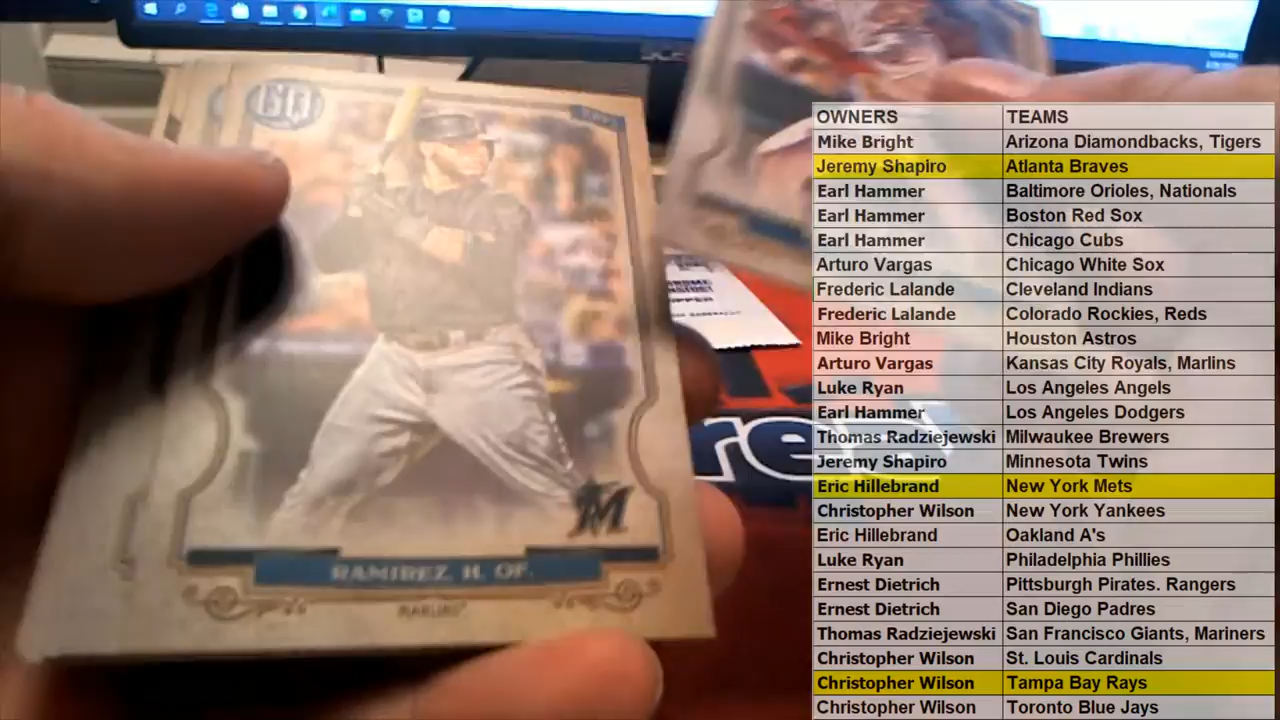 GQ
TOPPS
RAMIREZ, H. OF.
MARLINS
M
real
OWNERS TEAMS
Mike Bright Arizona Diamondbacks, Tigers
Jeremy Shapiro Atlanta Braves
Earl Hammer Baltimore Orioles, Nationals
Earl Hammer Boston Red Sox
Earl Hammer Chicago Cubs
Arturo Vargas Chicago White Sox
Frederic Lalande Cleveland Indians
Frederic Lalande Colorado Rockies, Reds
Mike Bright Houston Astros
Arturo Vargas Kansas City Royals, Marlins
Luke Ryan Los Angeles Angels
Earl Hammer Los Angeles Dodgers
Thomas Radziejewski Milwaukee Brewers
Jeremy Shapiro Minnesota Twins
Eric Hillebrand New York Mets
Christopher Wilson New York Yankees
Eric Hillebrand Oakland A's
Luke Ryan Philadelphia Phillies
Ernest Dietrich Pittsburgh Pirates. Rangers
Ernest Dietrich San Diego Padres
Thomas Radziejewski San Francisco Giants, Mariners
Christopher Wilson St. Louis Cardinals
Christopher Wilson Tampa Bay Rays
Christopher Wilson Toronto Blue Jays